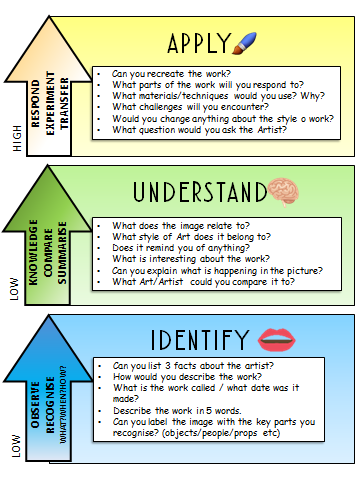 APPLY
Can you recreate the work?
What parts of the work will you respond to?
What materials/techniques would you use? Why?
What challenges will you encounter?
Would you change anything about the style o work?
What question would you ask the Artist?
RESPOND
EXPERIMENT
TRANSFER
HIGH
UNDERSTAND
What does the image relate to?
What style of Art does it belong to?
Does it remind you of anything?
What is interesting about the work?
Can you explain what is happening in the picture?
What Art/Artist could you compare it to?
KNOWLEDGE
COMPARE
SUMMARISE
LOW
IDENTIFY
Can you list 3 facts about the artist?
How would you describe the work?
What is the work called / what date was it
made?
Describe the work in 5 words.
Can you label the image with the key parts you
recognise? (objects/people/props etc)
OBSERVE
RECOGNISE
WHAT?WHEN?HOW?
LOW